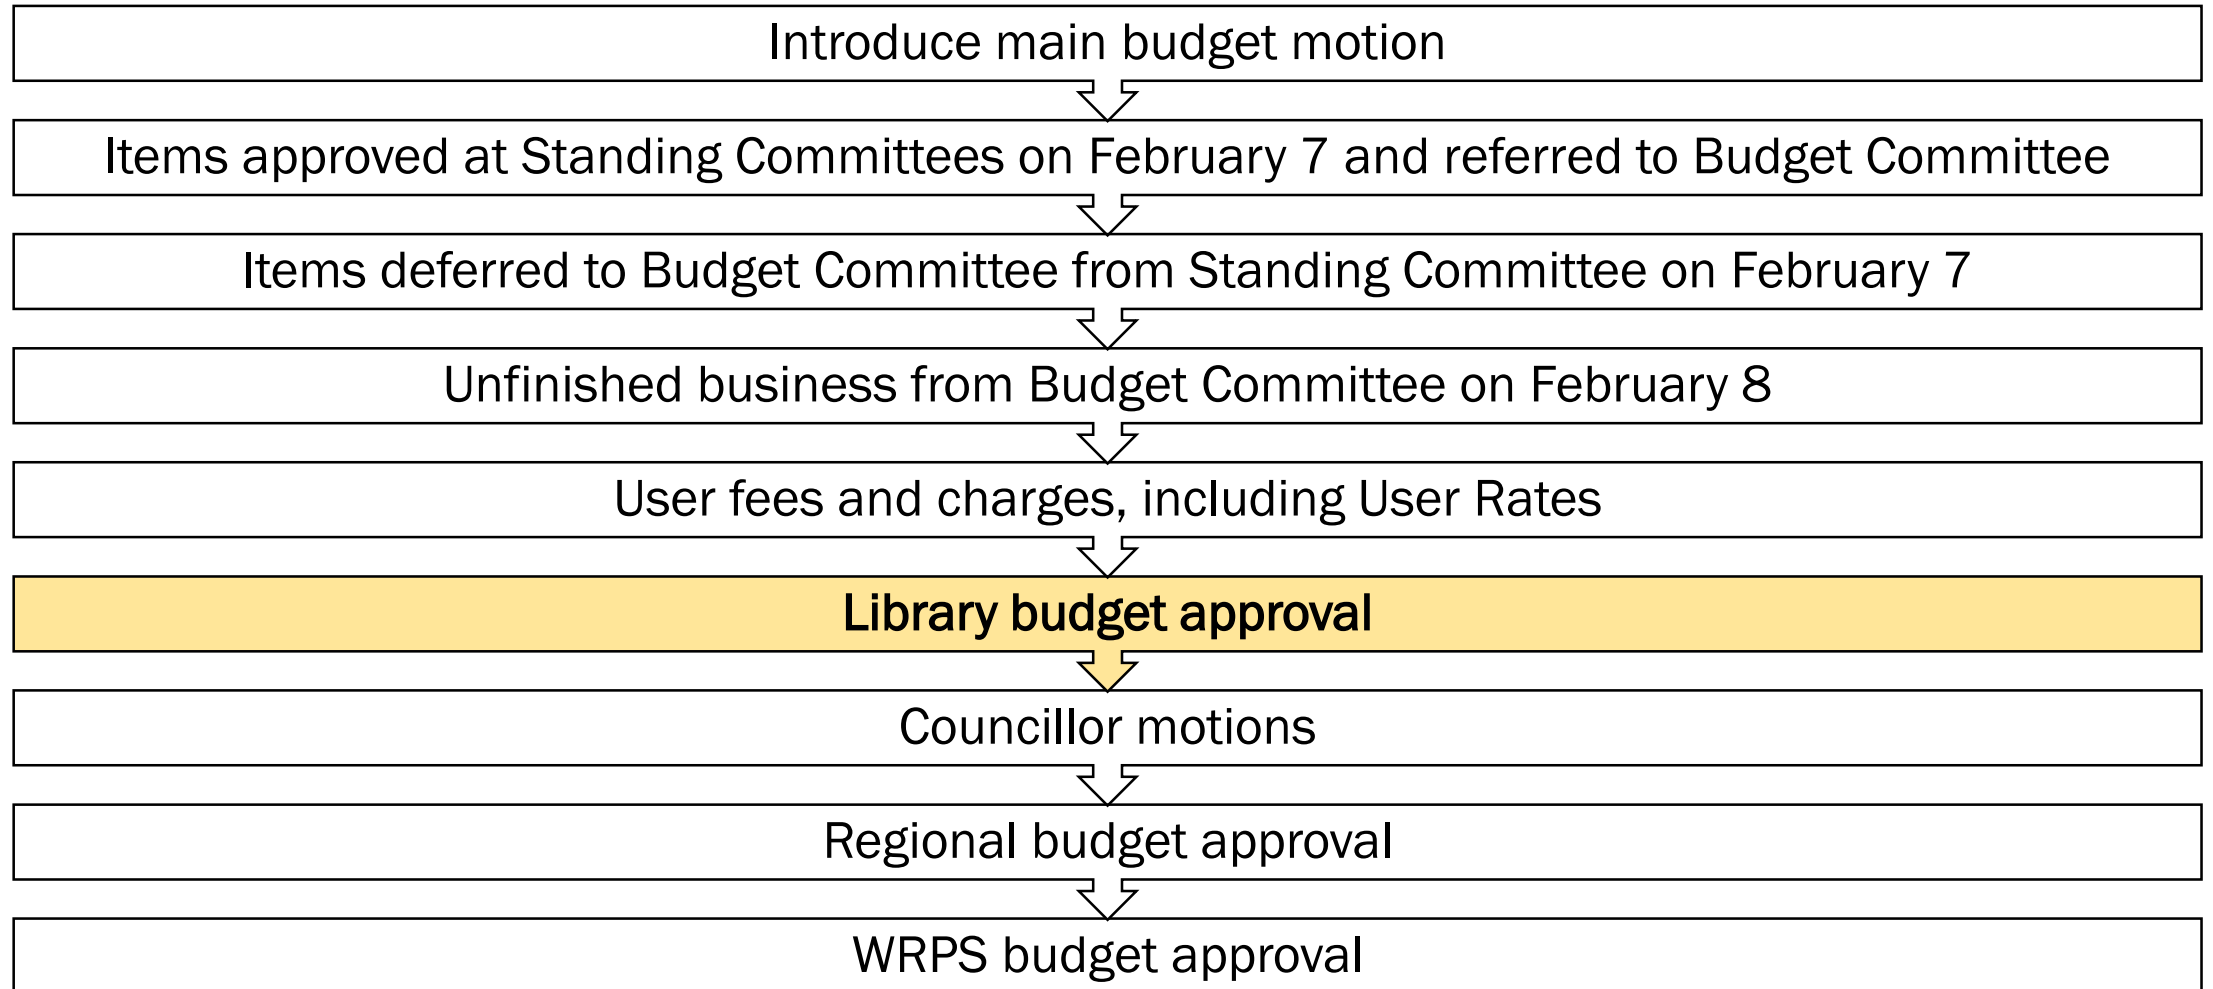 Introduce main budget motion
Items approved at Standing Committees on February 7 and referred to Budget Committee
Items deferred to Budget Committee from Standing Committee on February 7
Unfinished business from Budget Committee on February 8
User fees and charges, including User Rates
Library budget approval
Councillor motions
Regional budget approval
WRPS budget approval